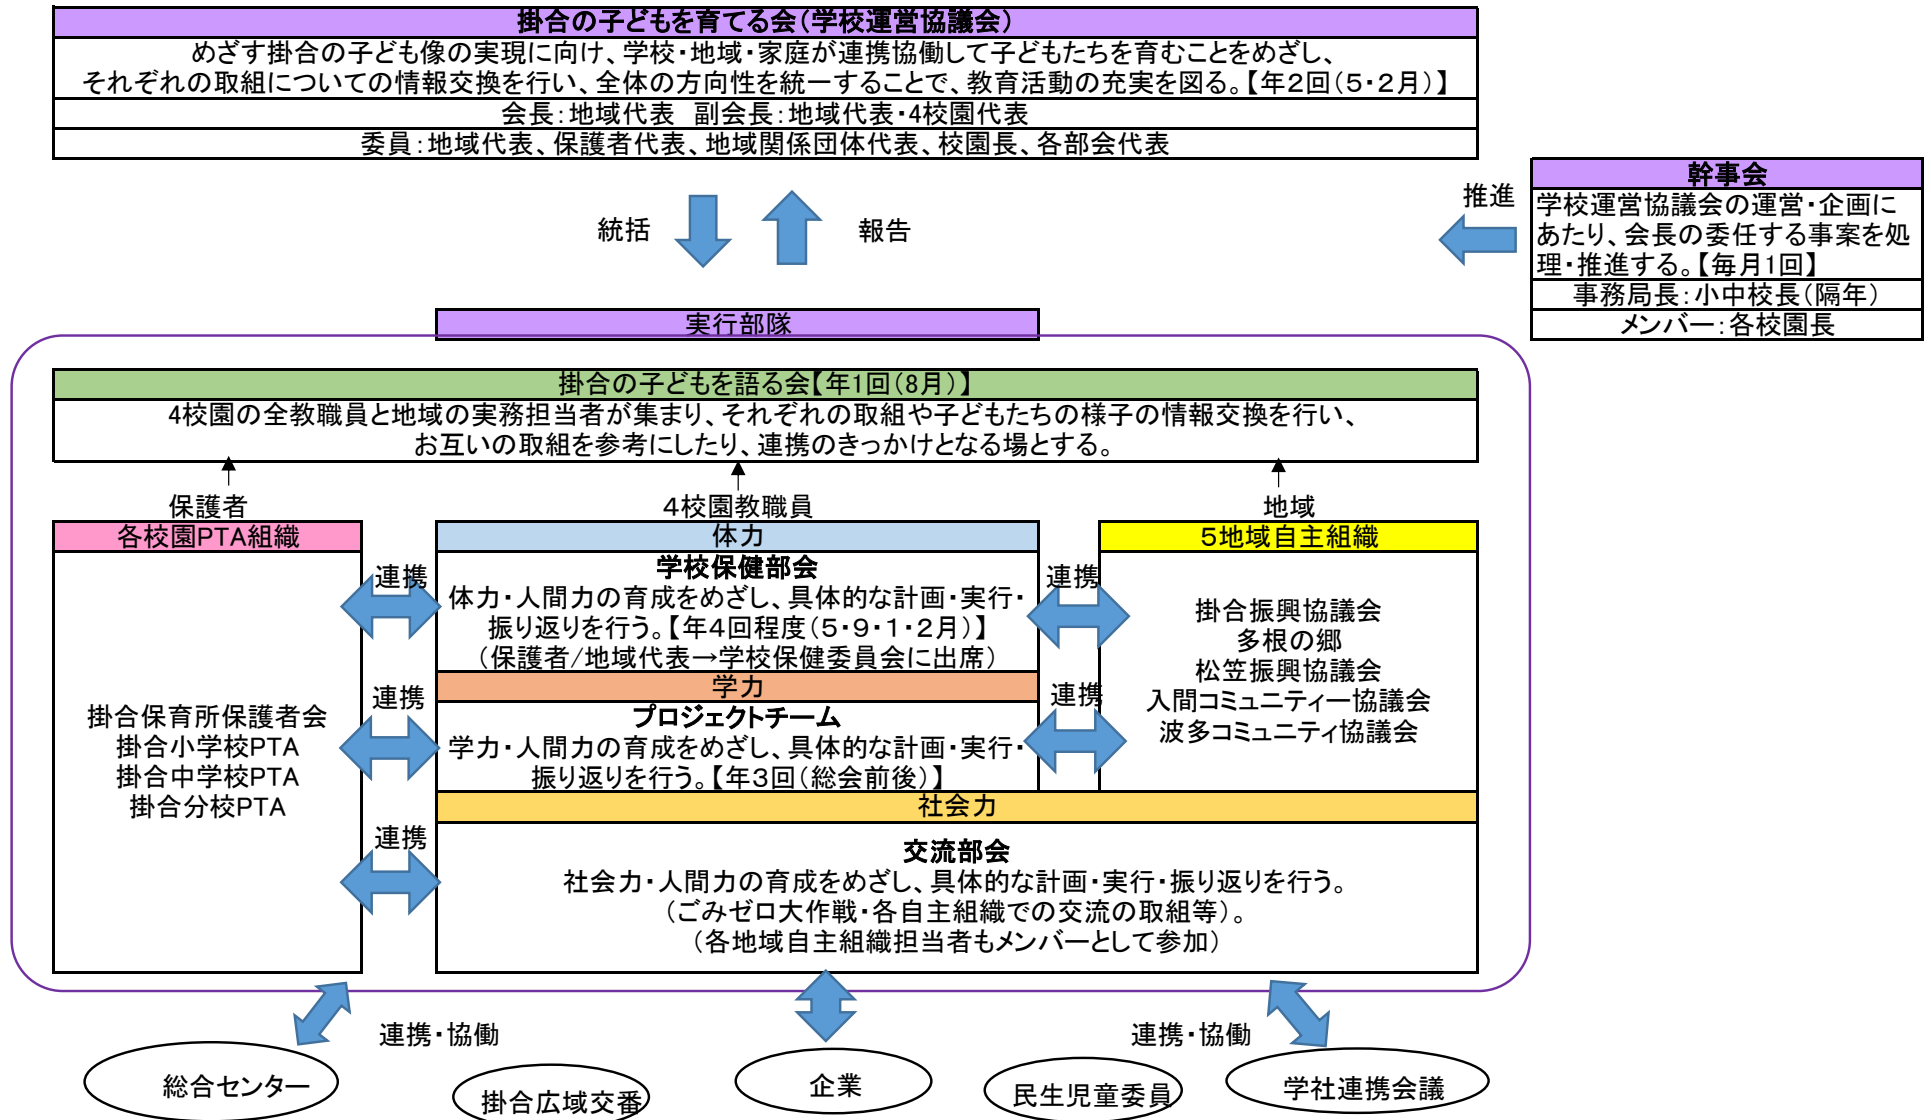 掛合の子どもを育てる会(学校運営協議会)
めざす掛合の子ども像の実現に向け、学校・地域・家庭が連携協働して子どもたちを育むことをめざし、
それぞれの取組についての情報交換を行い、全体の方向性を統一することで、教育活動の充実を図る。【年2回(5・2月)】
会長:地域代表　副会長:地域代表・4校園代表
委員:地域代表、保護者代表、地域関係団体代表、校園長、各部会代表
幹事会
学校運営協議会の運営・企画に
あたり、会長の委任する事案を処
理・推進する。【毎月1回】
事務局長:小中校長(隔年)
メンバー:各校園長
推進
統括
報告
実行部隊
掛合の子どもを語る会【年1回(8月)】
4校園の全教職員と地域の実務担当者が集まり、それぞれの取組や子どもたちの様子の情報交換を行い、
お互いの取組を参考にしたり、連携のきっかけとなる場とする。
保護者
4校園教職員
地域
各校園PTA組織
掛合保育所保護者会
掛合小学校PTA
掛合中学校PTA
掛合分校PTA
連携
連携
連携
体力
学校保健部会
体力・人間力の育成をめざし、具体的な計画・実行・
振り返りを行う。【年4回程度(5・9・1・2月)】
(保護者/地域代表→学校保健委員会に出席)
学力
プロジェクトチーム
学力・人間力の育成をめざし、具体的な計画・実行・
振り返りを行う。【年3回(総会前後)】
連携
連携
5地域自主組織
掛合振興協議会
多根の郷
松笠振興協議会
入間コミュニティー協議会
波多コミュニティ協議会
社会力
交流部会
社会力・人間力の育成をめざし、具体的な計画・実行・振り返りを行う。
(ごみゼロ大作戦・各自主組織での交流の取組等)。
(各地域自主組織担当者もメンバーとして参加)
連携・協働
連携・協働
総合センター
掛合広域交番
企業
民生児童委員
学社連携会議